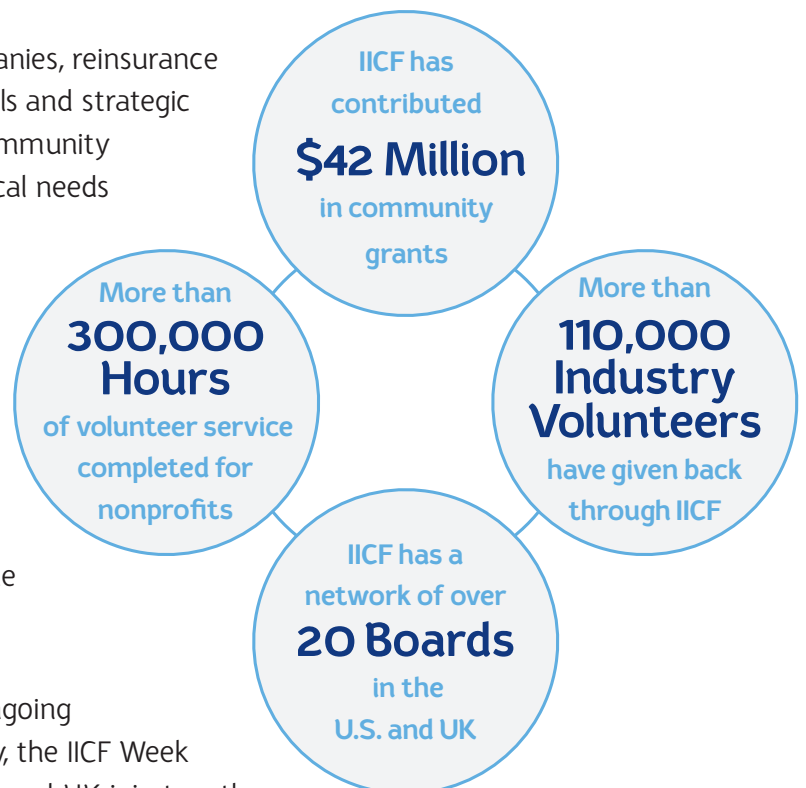 anies, reinsurance
ls and strategic
mmunity
cal needs
IICF has
contributed
$42 Million
in community
grants
More than
300,000
Hours
of volunteer service
completed for
nonprofits
More than
110,000
Industry
Volunteers
have given back
through IICF
IICF has a
network of over
20 Boards
in the
U.S. and UK
e
going
y, the IICF Week